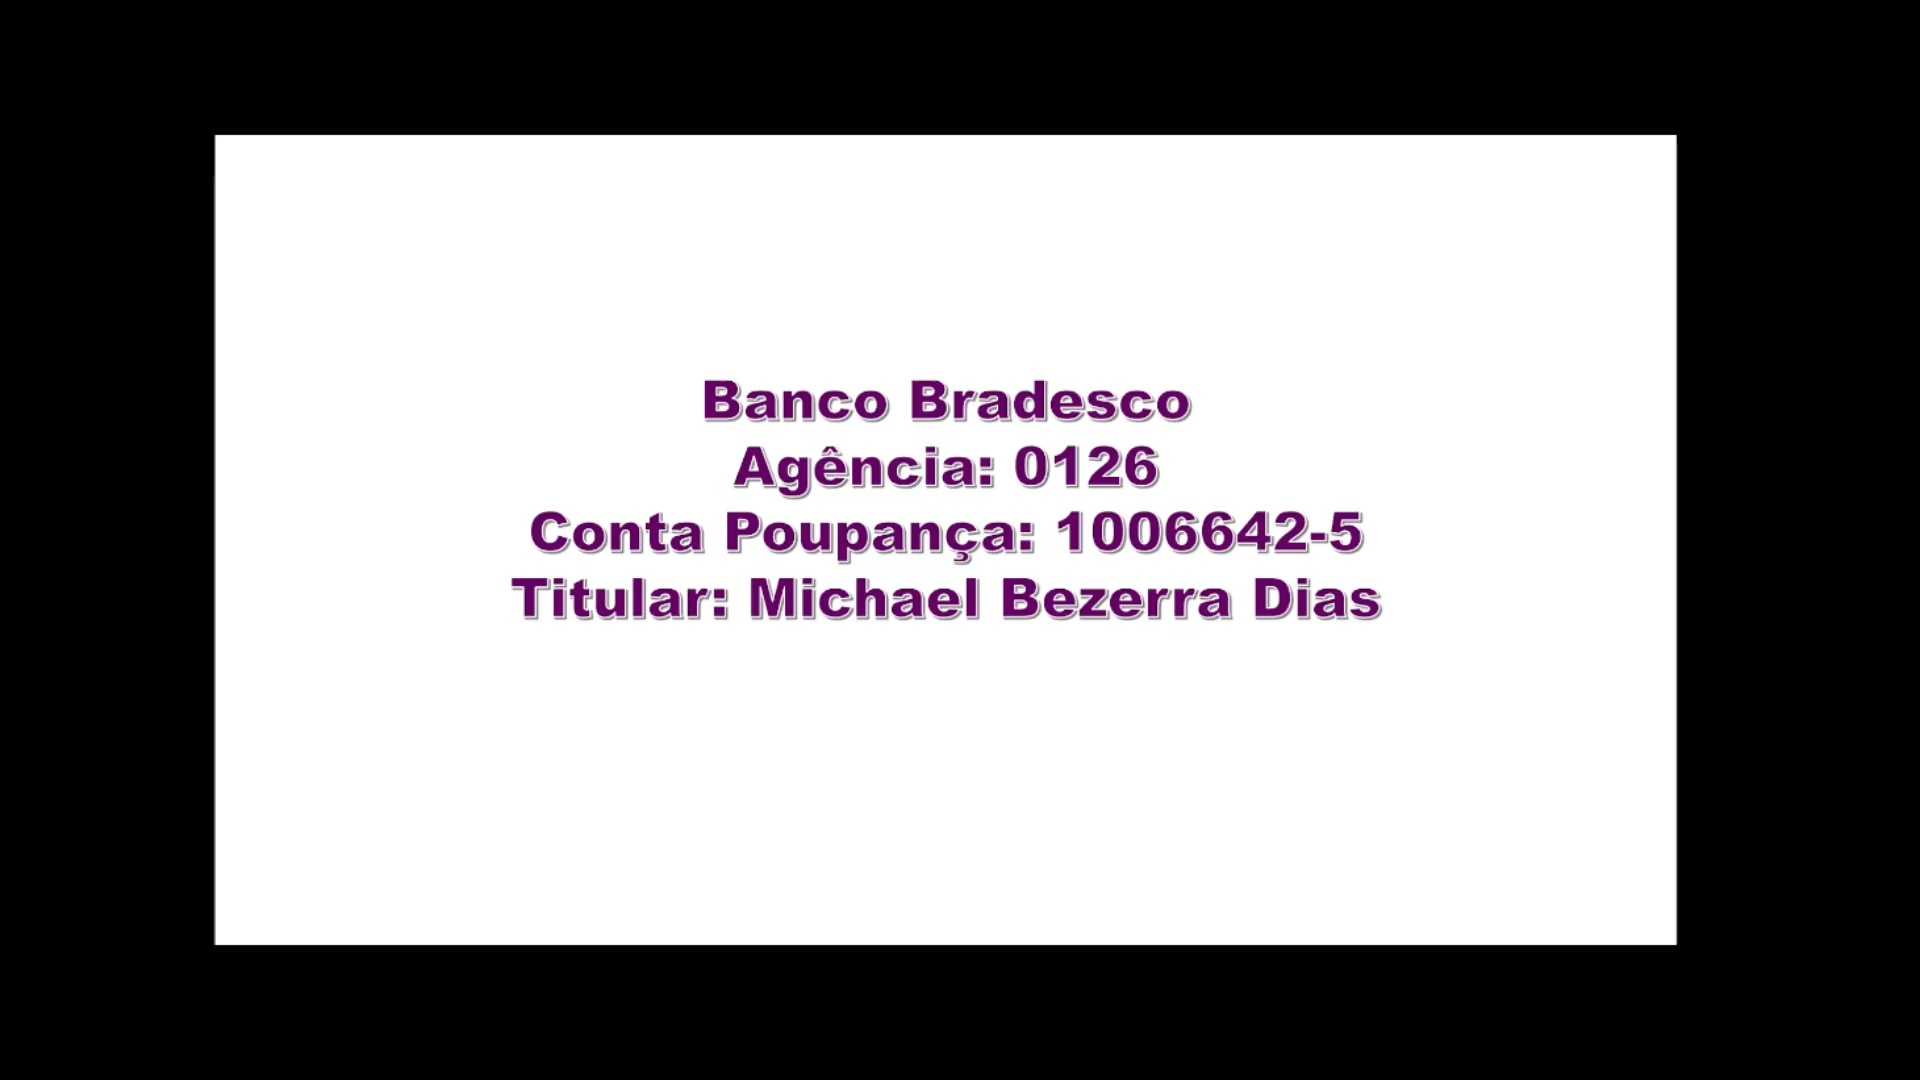 Banco Bradesco
Agência: 0126
Conta Poupança: 1006642-5
Titular: Michael Bezerra Dias